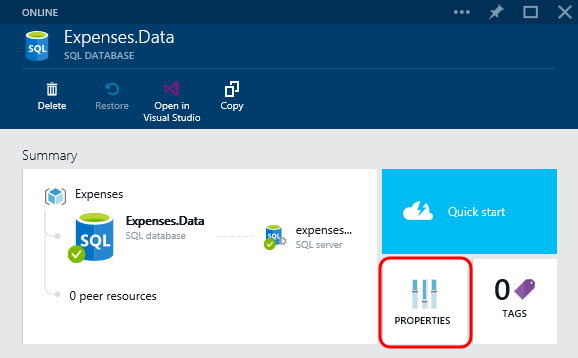 ONLINE
Expenses.Data
SQL
SQL DATABASE
Delete
Restore
Open in
Visual Studio
Copy
Summary
Expenses
Expenses.Data
SQL
SQL database
expenses...
SQL
SQL server
0 peer resources
Quick start
PROPERTIES
0
TAGS